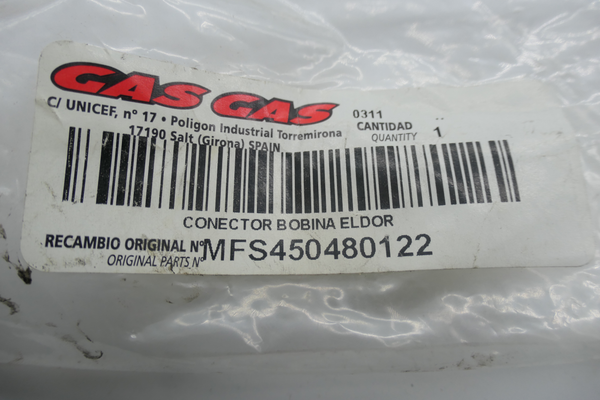 GAS GAS
C/ UNICEF, nº 17 • Poligon Industrial Torremirona
17190 Salt (Girona) SPAIN
0311
CANTIDAD
QUANTITY 1
CONECTOR BOBINA ELDOR
RECAMBIO ORIGINAL Nº MFS450480122
ORIGINAL PARTS Nº